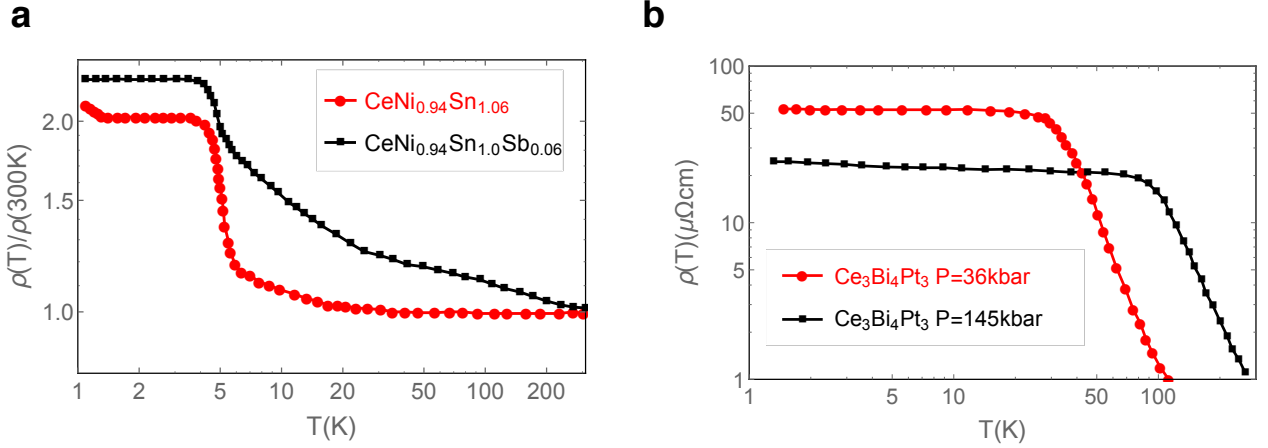 a
CeNi0.94Sn1.06
CeNi0.94Sn1.0Sb0.06
2.0
1.5
1.0
ρ(T)/ρ(300K)
1 2 5 10 20 50 100 200
T(K)
b
100
50
10
5
1
ρ(T)(μΩcm)
Ce3Bi4Pt3 P=36kbar
Ce3Bi4Pt3 P=145kbar
1 5 10 50 100
T(K)